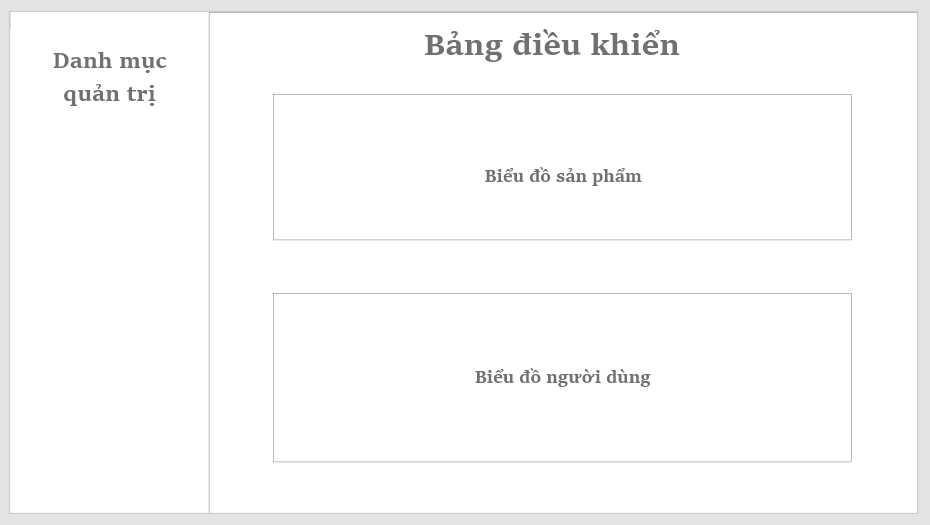 Danh mục
quản trị
Bảng điều khiển
Biểu đồ sản phẩm
Biểu đồ người dùng